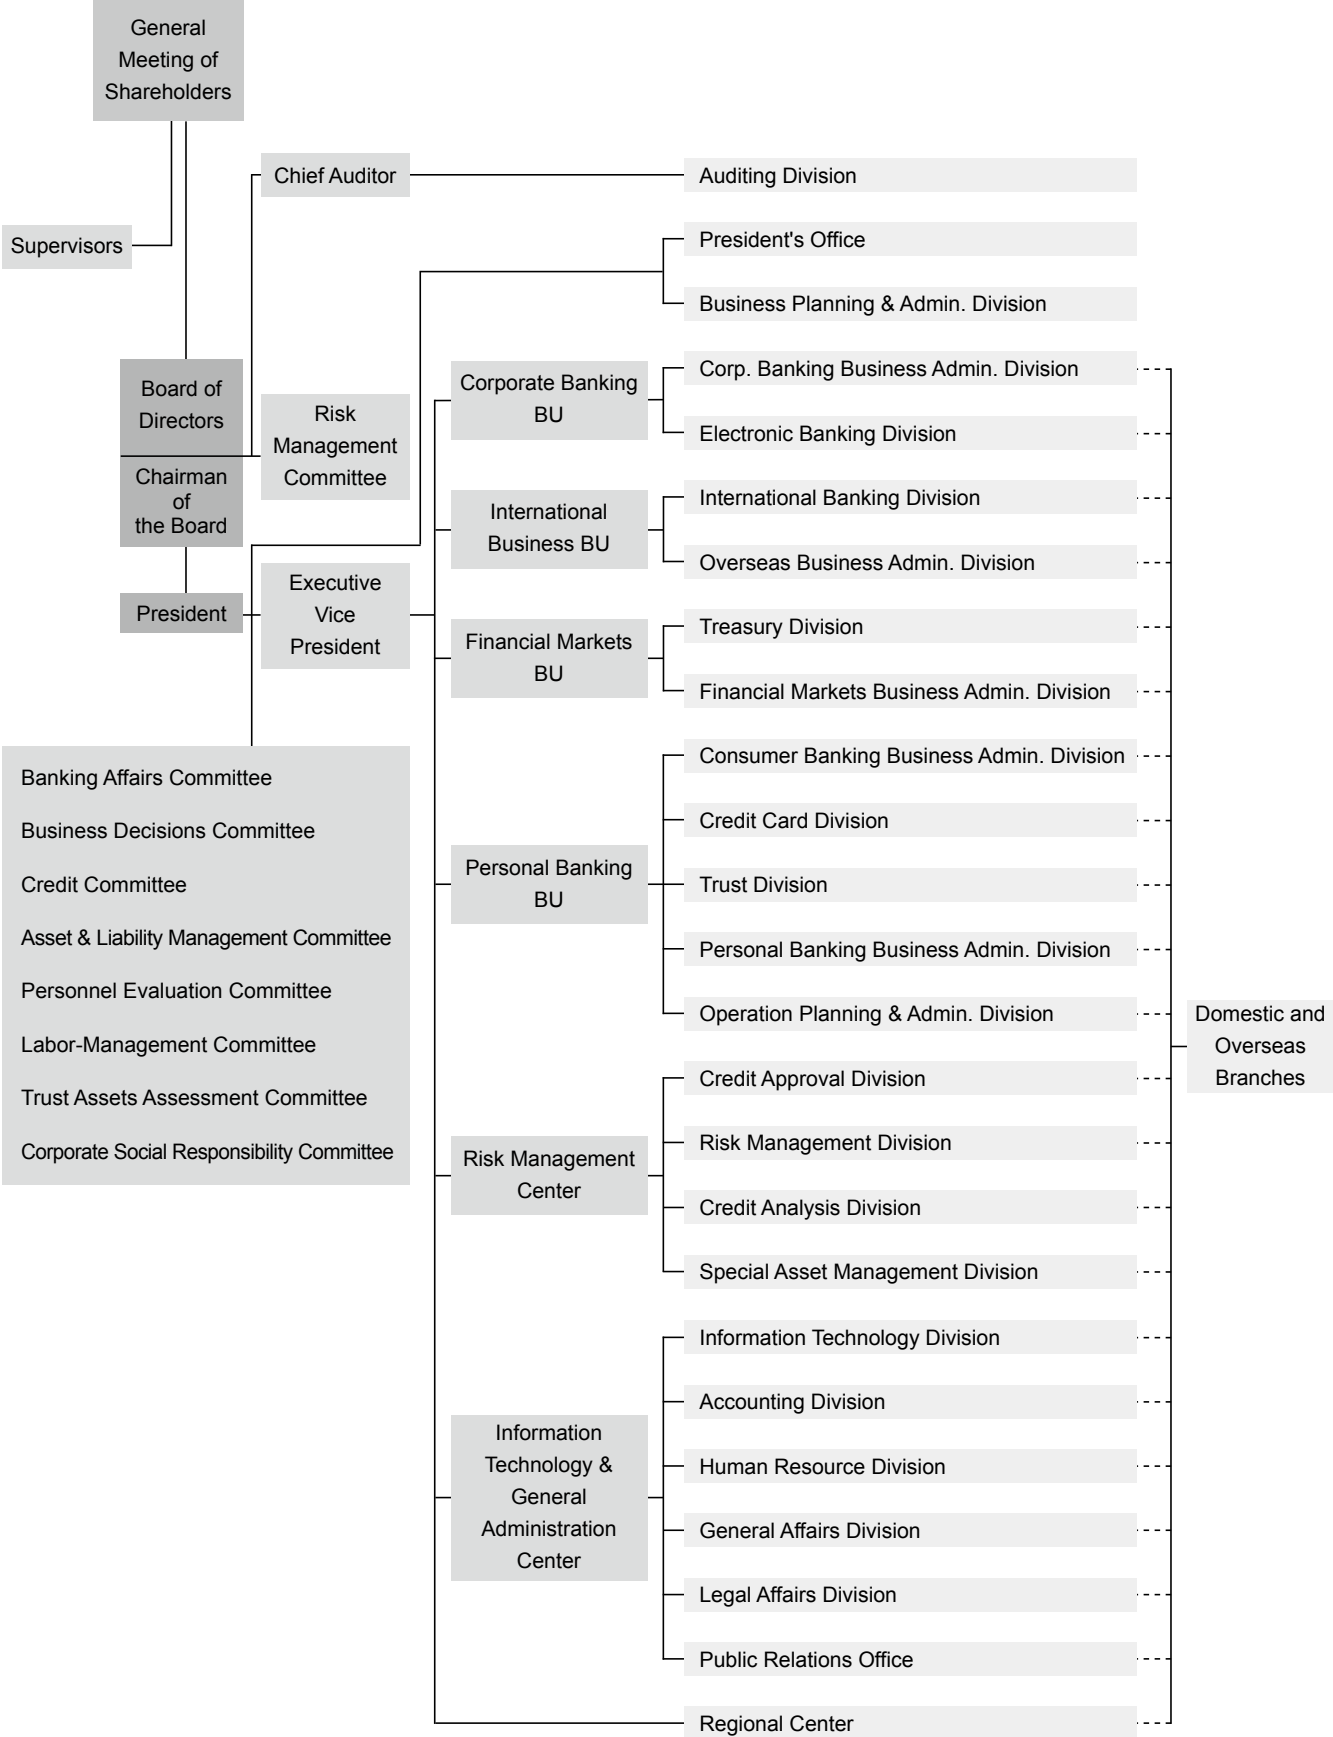 General
Meeting of
Shareholders
Chief Auditor
Auditing Division
Supervisors
President's Office
Business Planning & Admin. Division
Board of
Directors
Chairman
of
the Board
Risk
Management
Committee
President
Executive
Vice
President
Banking Affairs Committee
Business Decisions Committee
Credit Committee
Asset & Liability Management Committee
Personnel Evaluation Committee
Labor-Management Committee
Trust Assets Assessment Committee
Corporate Social Responsibility Committee
Corporate Banking
BU
Corp. Banking Business Admin. Division
Electronic Banking Division
International
Business BU
International Banking Division
Overseas Business Admin. Division
Financial Markets
BU
Treasury Division
Financial Markets Business Admin. Division
Personal Banking
BU
Consumer Banking Business Admin. Division
Credit Card Division
Trust Division
Personal Banking Business Admin. Division
Operation Planning & Admin. Division
Risk Management
Center
Credit Approval Division
Risk Management Division
Credit Analysis Division
Special Asset Management Division
Information
Technology &
General
Administration
Center
Information Technology Division
Accounting Division
Human Resource Division
General Affairs Division
Legal Affairs Division
Public Relations Office
Regional Center
Domestic and
Overseas
Branches